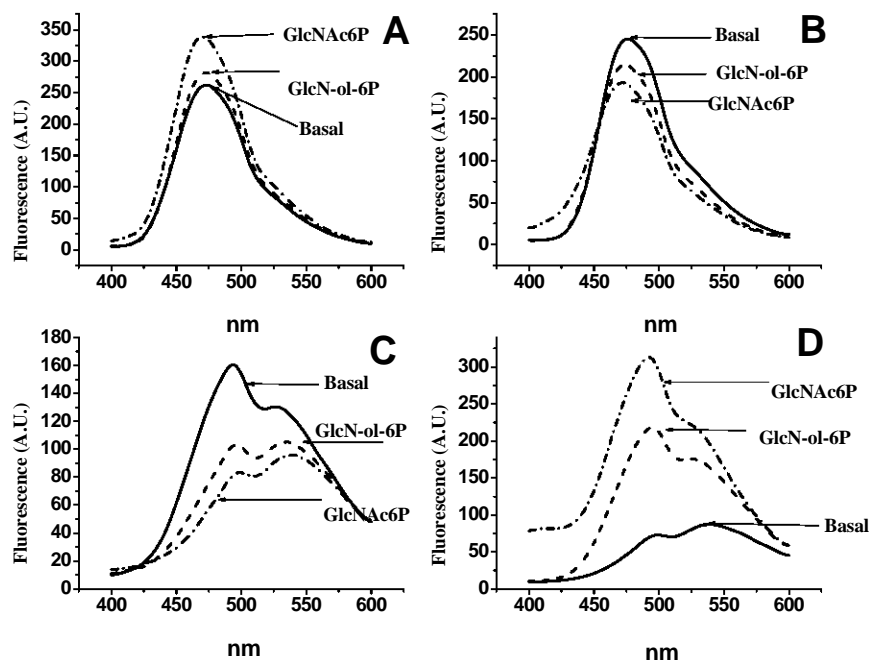 A
Fluorescence (A.U.)
350
300
250
200
150
100
50
0
GlcNAc6P
GlcN-ol-6P
Basal
400 450 500 550 600
nm
B
Fluorescence (A.U.)
250
200
150
100
50
0
Basal
GlcN-ol-6P
GlcNAc6P
400 450 500 550 600
nm
C
Fluorescence (A.U.)
180
160
140
120
100
80
60
40
20
0
Basal
GlcN-ol-6P
GlcNAc6P
400 450 500 550 600
nm
D
Fluorescence (A.U.)
300
250
200
150
100
50
0
GlcNAc6P
GlcN-ol-6P
Basal
400 450 500 550 600
nm